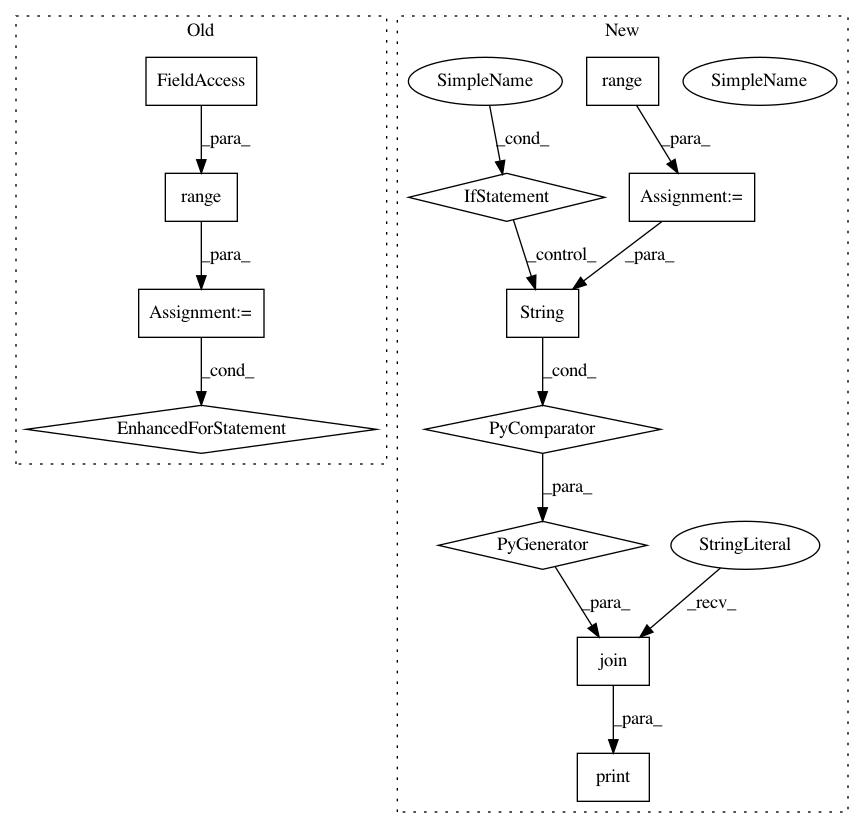 Old
New
FieldAccess
SimpleName
range
SimpleName
_para_
_cond_
_para_
range
IfStatement
Assignment:=
_para_
_control_
_para_
Assignment:=
String
_cond_
_cond_
EnhancedForStatement
PyComparator
_para_
PyGenerator
StringLiteral
_para_
_recv_
join
_para_
print